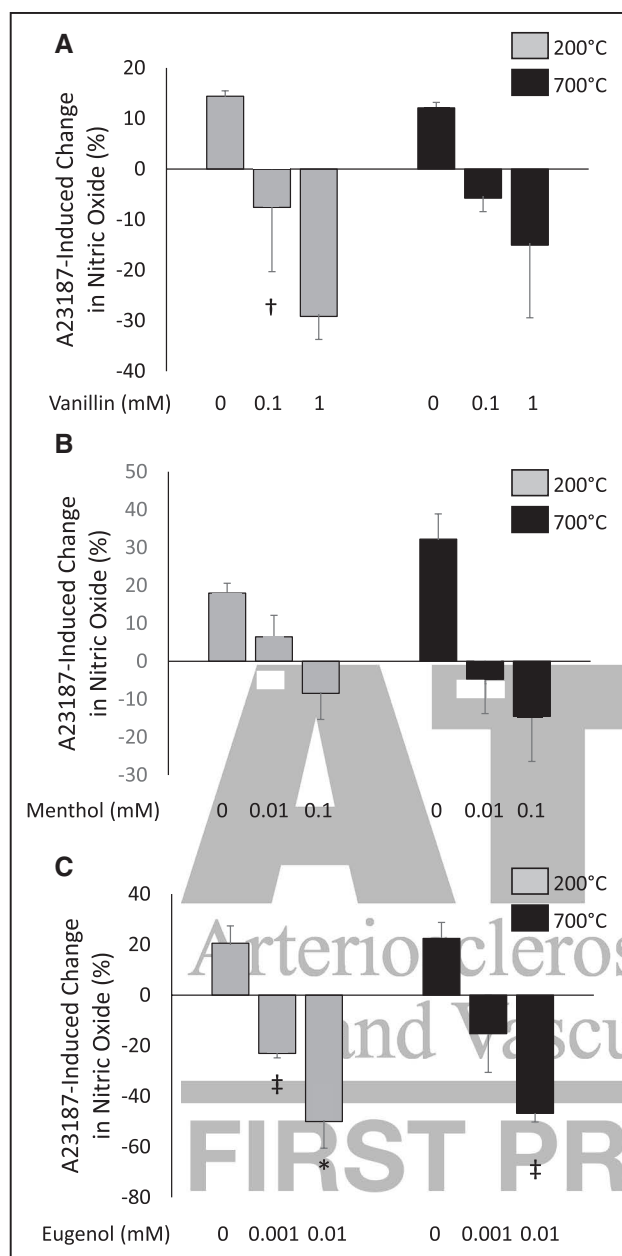 A
200°C
700°C
A23187-Induced Change
in Nitric Oxide (%)
20
10
0
-10
-20
-30
-40
†
Vanillin (mM) 0 0.1 1 0 0.1 1
B
200°C
700°C
A23187-Induced Change
in Nitric Oxide (%)
50
40
30
20
10
0
-10
-20
-30
Menthol (mM) 0 0.01 0.1 0 0.01 0.1
AT
C
200°C
700°C
A23187-Induced Change
in Nitric Oxide (%)
40
20
0
-20
-40
-60
-80
‡
*
‡
Arterioscleros
and Vascu
FIRST PR
Eugenol (mM) 0 0.001 0.01 0 0.001 0.01